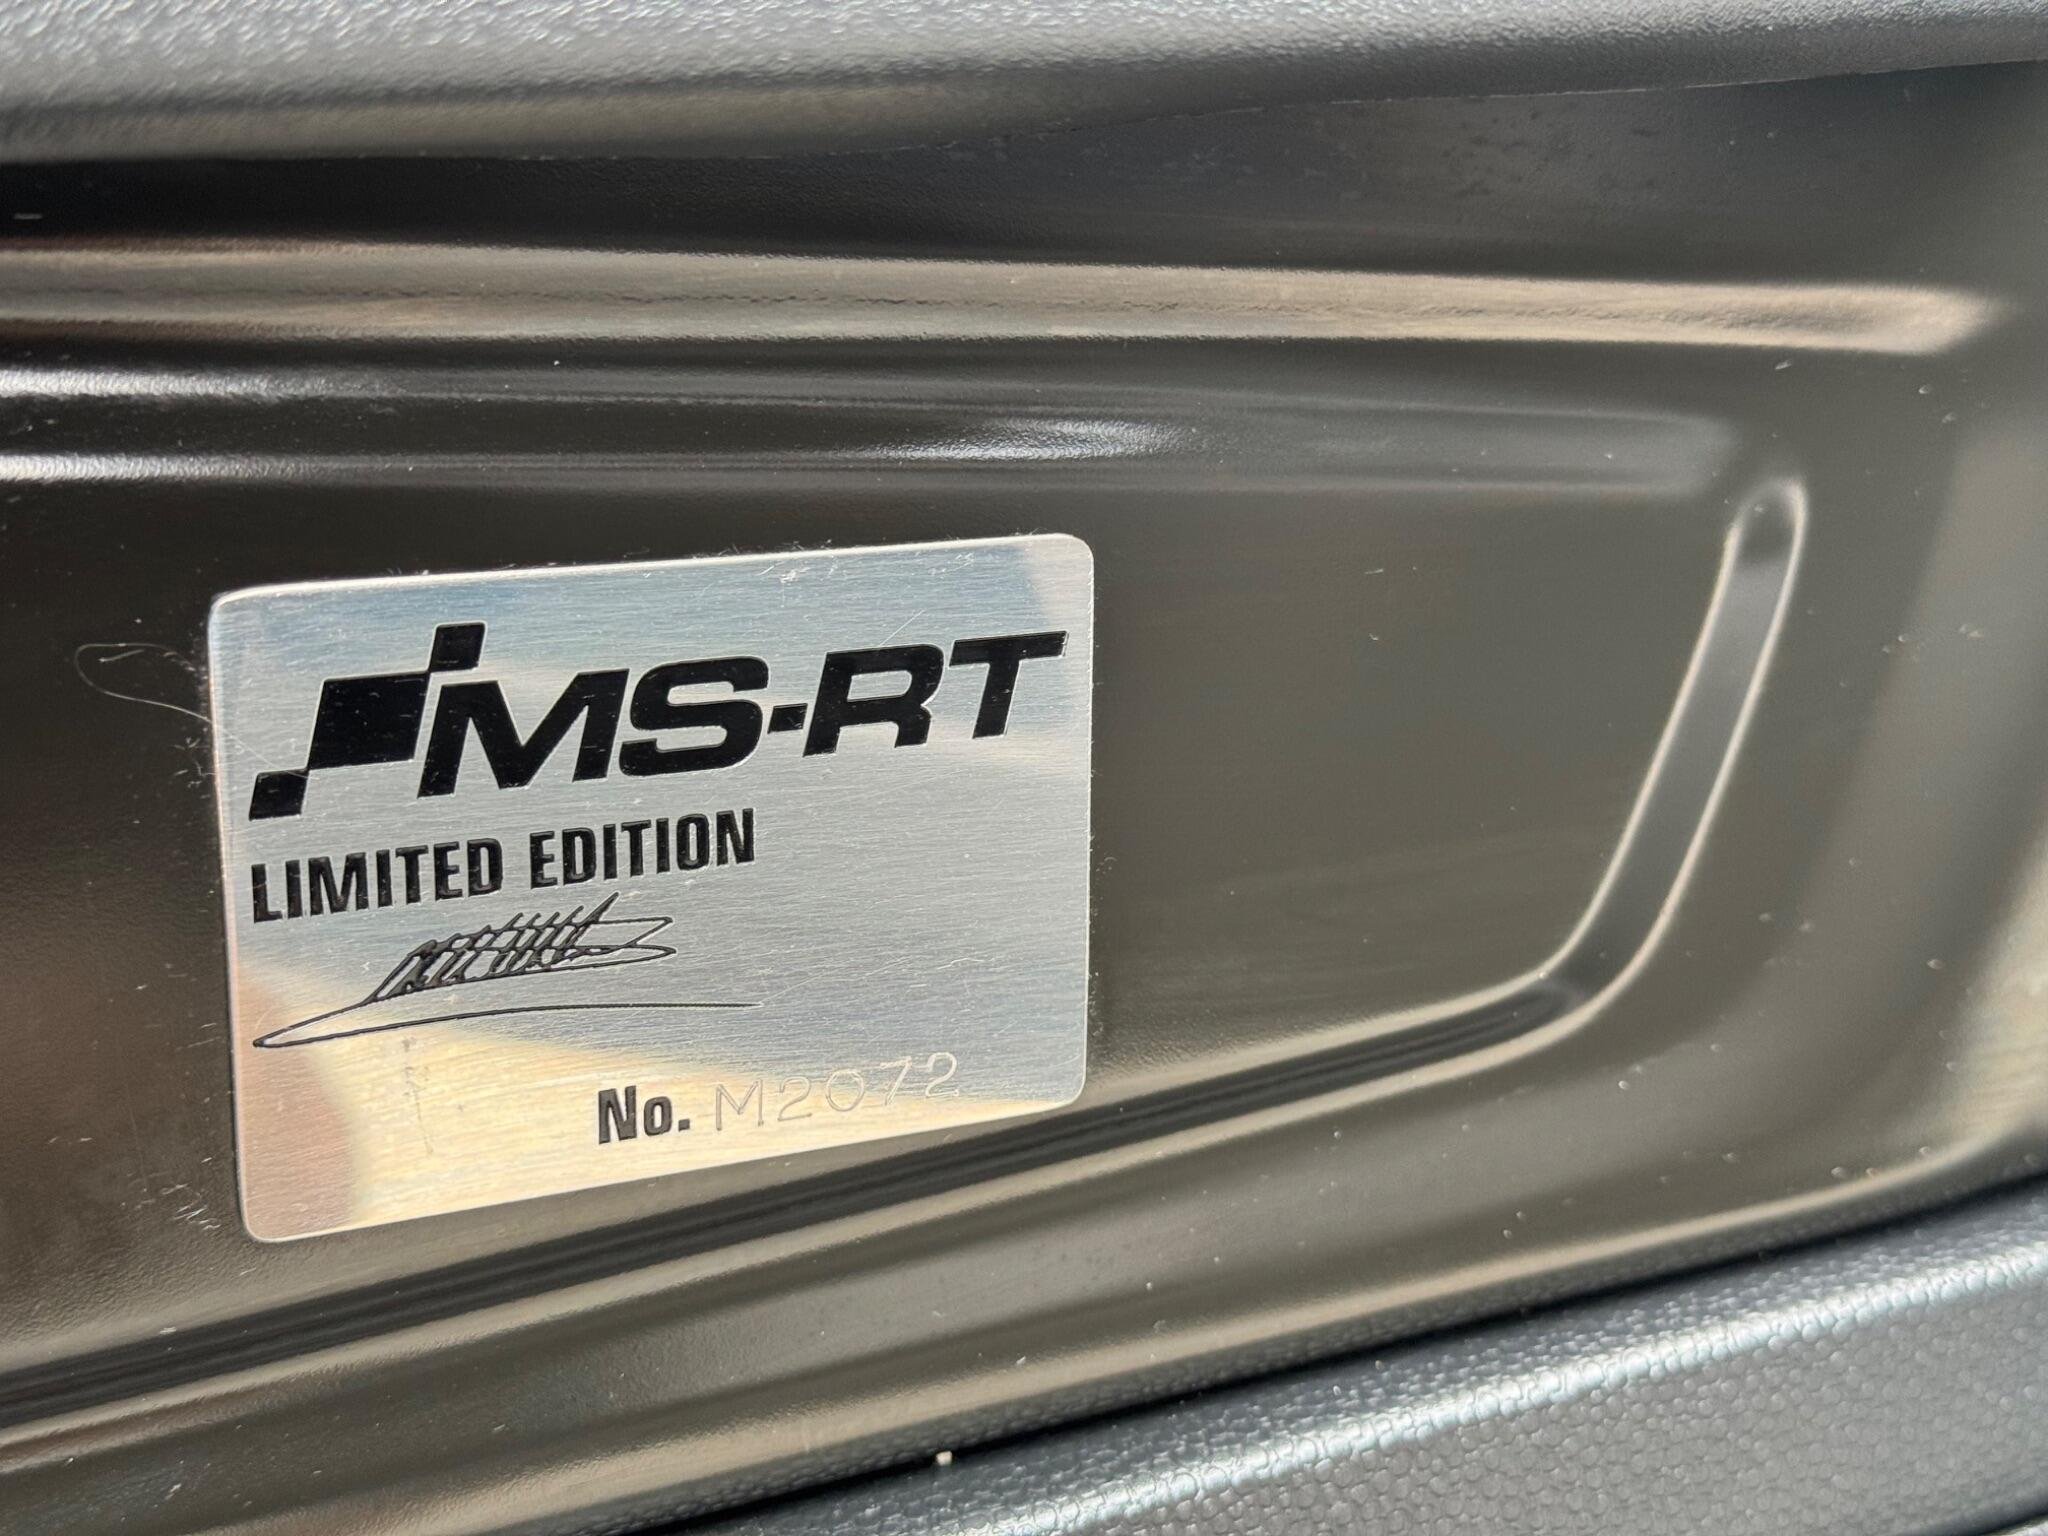 MS-RT
LIMITED EDITION
No. M2072